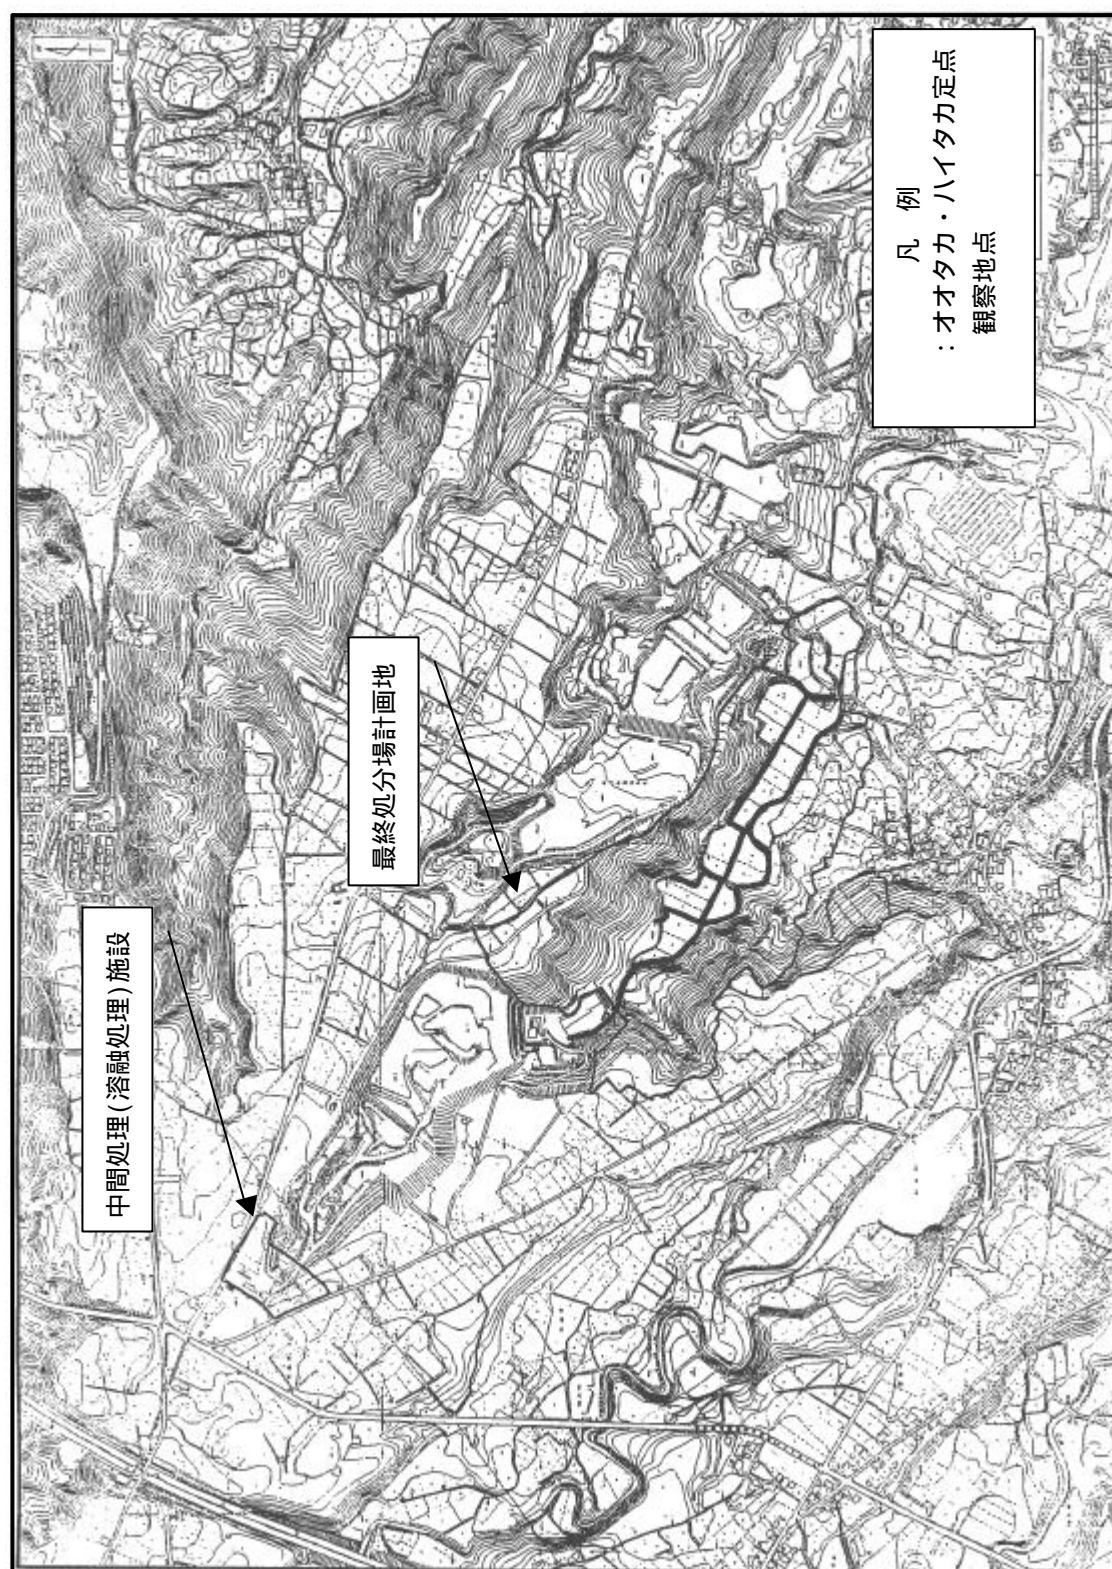 中間処理(溶融処理)施設
最終処分場計画地
凡 例
：オオタカ・ハイタカ定点
観察地点